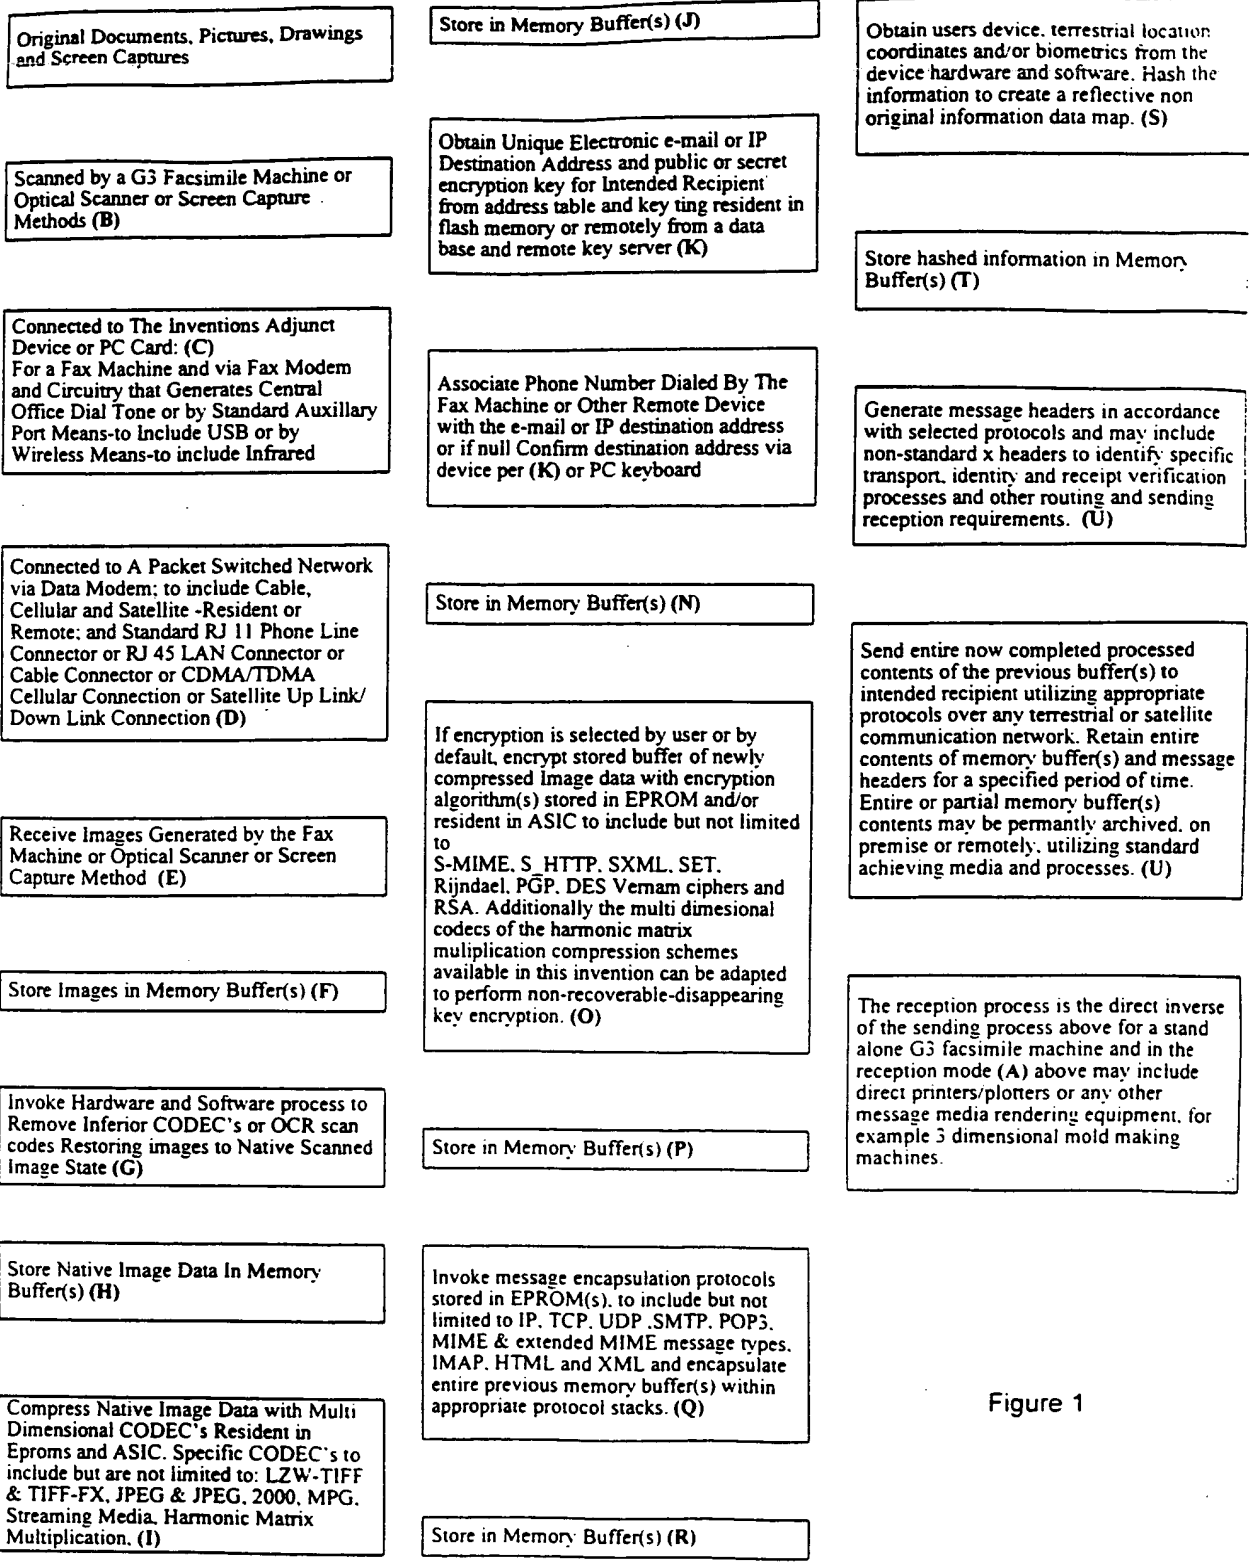 Original Documents, Pictures, Drawings
and Screen Captures
Scanned by a G3 Facsimile Machine or
Optical Scanner or Screen Capture
Methods (B)
Connected to The Inventions Adjunct
Device or PC Card: (C)
For a Fax Machine and via Fax Modem
and Circuitry that Generates Central
Office Dial Tone or by Standard Auxillary
Port Means-to Include USB or by
Wireless Means-to include Infrared
Connected to A Packet Switched Network
via Data Modem; to include Cable,
Cellular and Satellite -Resident or
Remote; and Standard RJ 11 Phone Line
Connector or RJ 45 LAN Connector or
Cable Connector or CDMA/TDMA
Cellular Connection or Satellite Up Link/
Down Link Connection (D)
Receive Images Generated by the Fax
Machine or Optical Scanner or Screen
Capture Method (E)
Store Images in Memory Buffer(s) (F)
Invoke Hardware and Software process to
Remove Inferior CODEC's or OCR scan
codes Restoring images to Native Scanned
Image State (G)
Store Native Image Data In Memory
Buffer(s) (H)
Compress Native Image Data with Multi
Dimensional CODEC's Resident in
Eproms and ASIC. Specific CODEC's to
include but are not limited to: LZW-TIFF
& TIFF-FX, JPEG & JPEG, 2000, MPG,
Streaming Media, Harmonic Matrix
Multiplication, (I)
Store in Memory Buffer(s) (J)
Obtain Unique Electronic e-mail or IP
Destination Address and public or secret
encryption key for Intended Recipient
from address table and key ting resident in
flash memory or remotely from a data
base and remote key server (K)
Associate Phone Number Dialed By The
Fax Machine or Other Remote Device
with the e-mail or IP destination address
or if null Confirm destination address via
device per (K) or PC keyboard
Store in Memory Buffer(s) (N)
If encryption is selected by user or by
default, encrypt stored buffer of newly
compressed Image data with encryption
algorithm(s) stored in EPROM and/or
resident in ASIC to include but not limited
to
S-MIME, S_HTTP, SXML, SET,
Rijndael, PGP, DES Vernam ciphers and
RSA. Additionally the multi dimesional
codecs of the harmonic matrix
muliplication compression schemes
available in this invention can be adapted
to perform non-recoverable-disappearing
key encryption. (O)
Store in Memory Buffer(s) (P)
Invoke message encapsulation protocols
stored in EPROM(s), to include but not
limited to IP, TCP, UDP ,SMTP, POP3,
MIME & extended MIME message types,
IMAP, HTML and XML and encapsulate
entire previous memory buffer(s) within
appropriate protocol stacks. (Q)
Store in Memory Buffer(s) (R)
Obtain users device, terrestrial location
coordinates and/or biometrics from the
device hardware and software. Hash the
information to create a reflective non
original information data map. (S)
Store hashed information in Memory
Buffer(s) (T)
Generate message headers in accordance
with selected protocols and may include
non-standard x headers to identify specific
transport, identity and receipt verification
processes and other routing and sending
reception requirements. (U)
Send entire now completed processed
contents of the previous buffer(s) to
intended recipient utilizing appropriate
protocols over any terrestrial or satellite
communication network. Retain entire
contents of memory buffer(s) and message
headers for a specified period of time.
Entire or partial memory buffer(s)
contents may be permantly archived, on
premise or remotely, utilizing standard
achieving media and processes. (U)
The reception process is the direct inverse
of the sending process above for a stand
alone G3 facsimile machine and in the
reception mode (A) above may include
direct printers/plotters or any other
message media rendering equipment, for
example 3 dimensional mold making
machines.
Figure 1